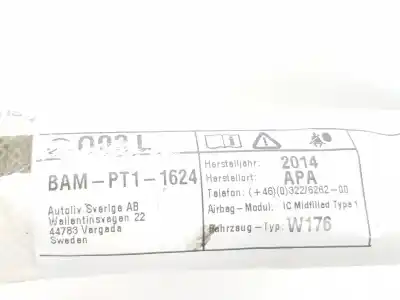 003L
BAM-PT1-1624
Autoliv Sverige AB
Wallentinsvagen 22
44783 Vargada
Sweden
Herstelljahr: 2014
Herstellort: APA
Telefon: (+46)(0)322/6262-00
Airbag-Modul: IC Midfilled Type 1
Fahrzeug-Typ: W176